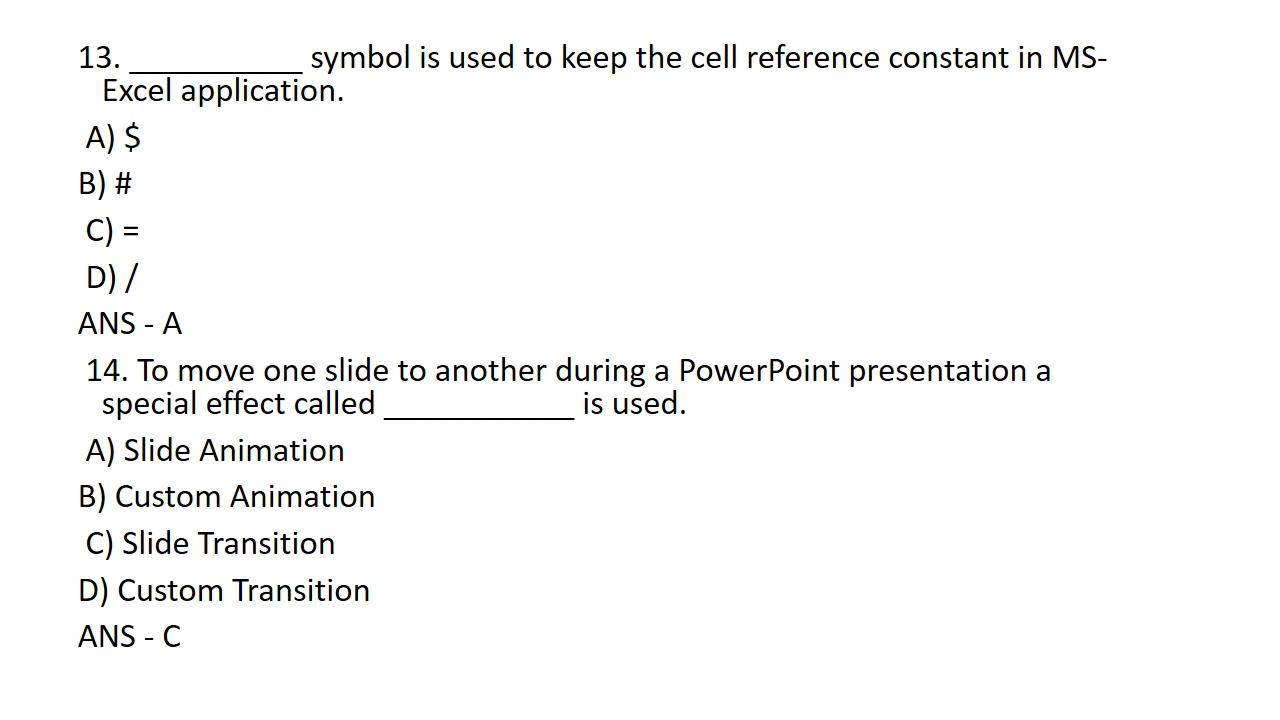 13. ___________ symbol is used to keep the cell reference constant in MS-
Excel application.
A) $
B) #
C) =
D) /
ANS - A
14. To move one slide to another during a PowerPoint presentation a
special effect called ____________ is used.
A) Slide Animation
B) Custom Animation
C) Slide Transition
D) Custom Transition
ANS - C